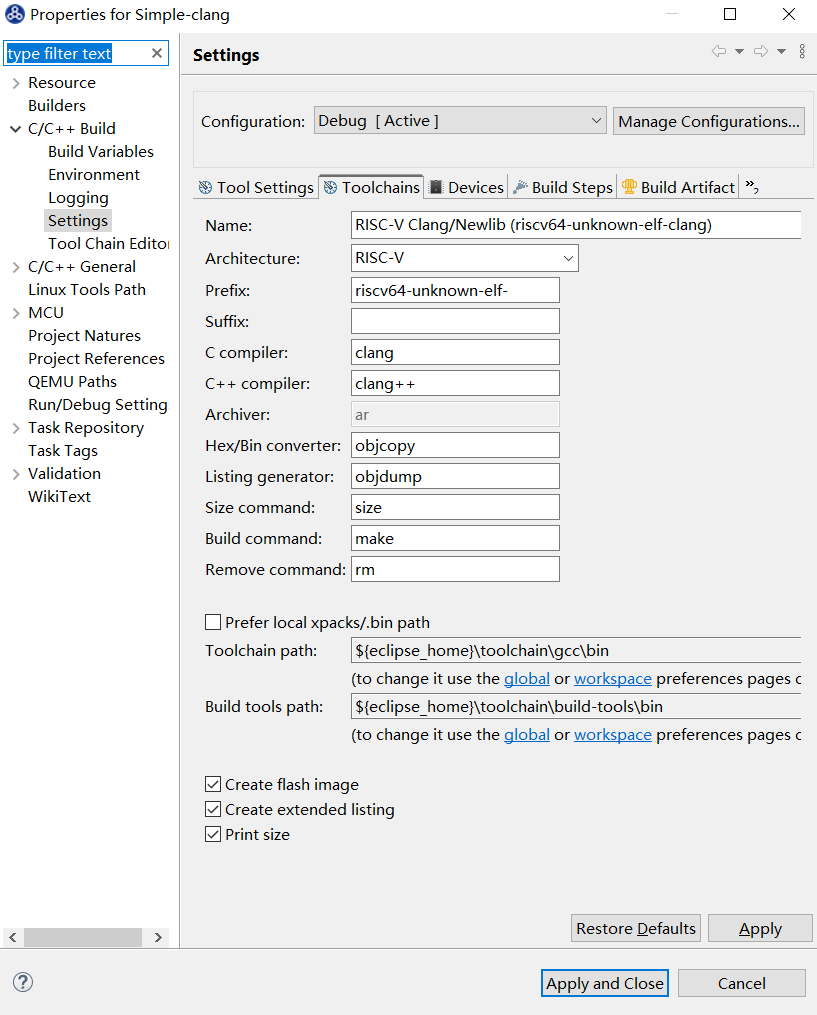 Properties for Simple-clang
type filter text
Resource
Builders
C/C++ Build
Build Variables
Environment
Logging
Settings
Tool Chain Editor
C/C++ General
Linux Tools Path
MCU
Project Natures
Project References
QEMU Paths
Run/Debug Setting
Task Repository
Task Tags
Validation
WikiText
Settings
Configuration: Debug [ Active ] Manage Configurations...
Tool Settings Toolchains Devices Build Steps Build Artifact »2
Name: RISC-V Clang/Newlib (riscv64-unknown-elf-clang)
Architecture: RISC-V
Prefix: riscv64-unknown-elf-
Suffix:
C compiler: clang
C++ compiler: clang++
Archiver: ar
Hex/Bin converter: objcopy
Listing generator: objdump
Size command: size
Build command: make
Remove command: rm
Prefer local xpacks/.bin path
Toolchain path: ${eclipse_home}\toolchain\gcc\bin
(to change it use the global or workspace preferences pages o
Build tools path: ${eclipse_home}\toolchain\build-tools\bin
(to change it use the global or workspace preferences pages o
Create flash image
Create extended listing
Print size
Restore Defaults Apply
? Apply and Close Cancel